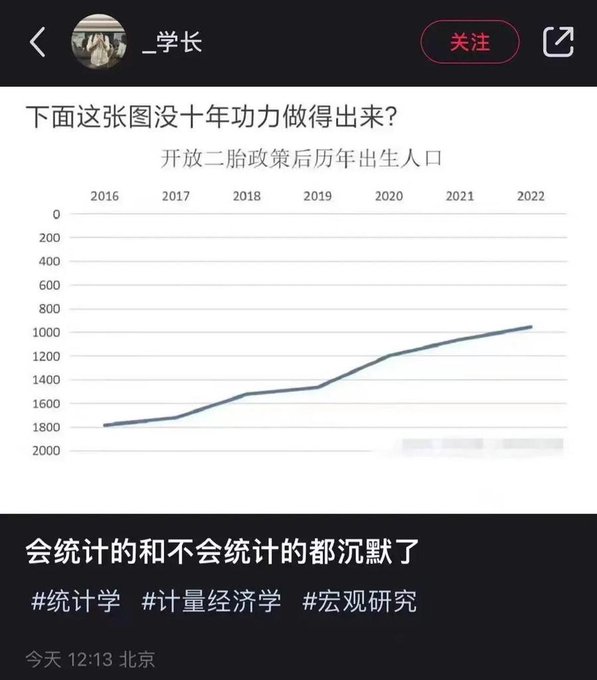 _学长
关注
下面这张图没十年功力做得出来?
开放二胎政策后历年出生人口
2016 2017 2018 2019 2020 2021 2022
0
200
400
600
800
1000
1200
1400
1600
1800
2000
会统计的和不会统计的都沉默了
#统计学 #计量经济学 #宏观研究
今天 12:13 北京